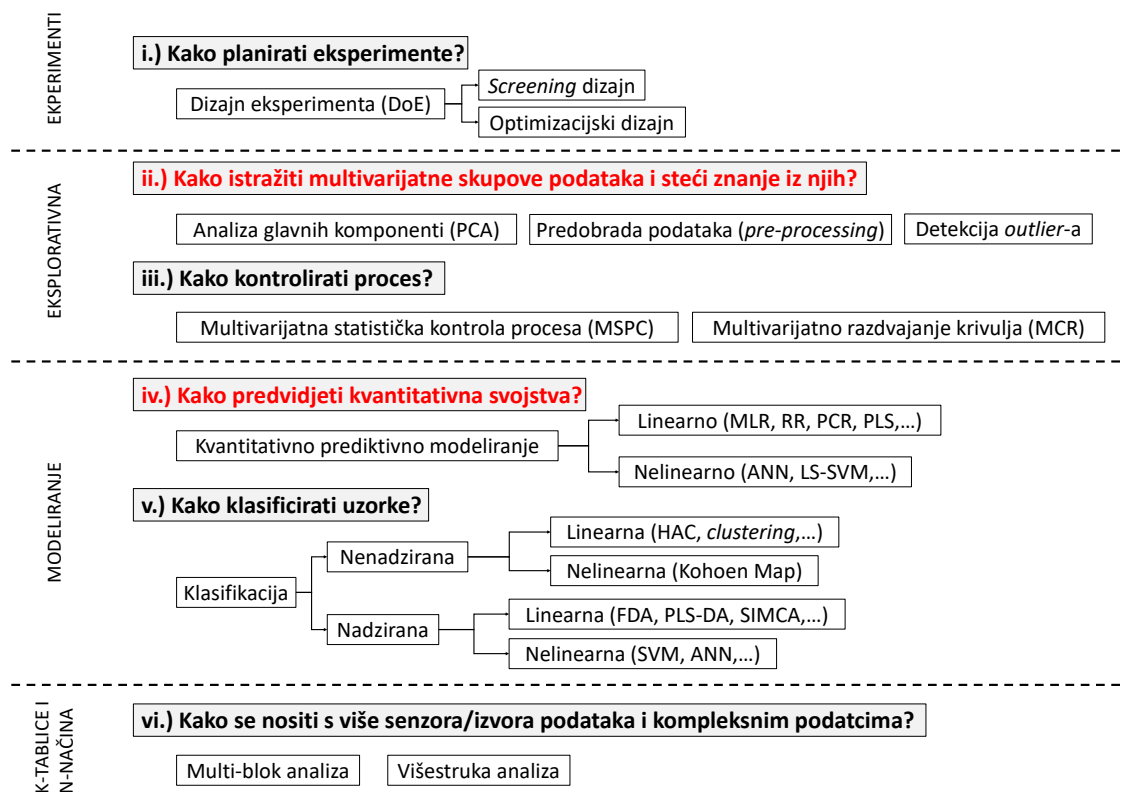 EKPERIMENTI
i.) Kako planirati eksperimente?
Dizajn eksperimenta (DoE)
Screening dizajn
Optimizacijski dizajn
EKSPLORATIVNA
ii.) Kako istražiti multivarijatne skupove podataka i steći znanje iz njih?
Analiza glavnih komponenti (PCA)
Predobrada podataka (pre-processing)
Detekcija outlier-a
iii.) Kako kontrolirati proces?
Multivarijatna statistička kontrola procesa (MSPC)
Multivarijatno razdvajanje krivulja (MCR)
MODELIRANJE
iv.) Kako predvidjeti kvantitativna svojstva?
Kvantitativno prediktivno modeliranje
Linearno (MLR, RR, PCR, PLS,...)
Nelinearno (ANN, LS-SVM,...)
v.) Kako klasificirati uzorke?
Klasifikacija
Nenadzirana
Linearna (HAC, clustering,...)
Nelinearna (Kohoen Map)
Nadzirana
Linearna (FDA, PLS-DA, SIMCA,...)
Nelinearna (SVM, ANN,...)
K-TABLICE I
N-NAČINA
vi.) Kako se nositi s više senzora/izvora podataka i kompleksnim podatcima?
Multi-blok analiza
Višestruka analiza